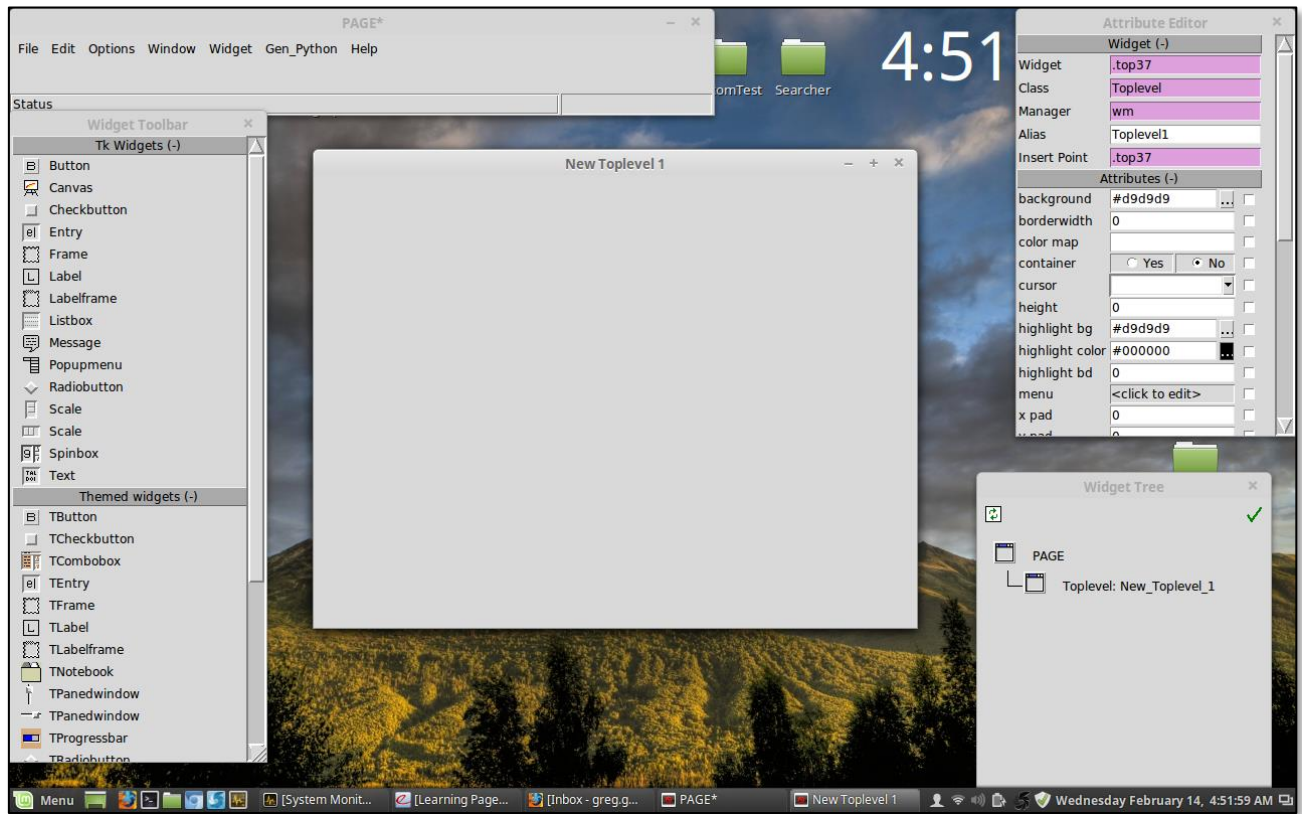 PAGE*
File Edit Options Window Widget Gen_Python Help
Status
Widget Toolbar
Tk Widgets (-)
Button
Canvas
Checkbutton
Entry
Frame
Label
Labelframe
Listbox
Message
Popupmenu
Radiobutton
Scale
Scale
Spinbox
Text
Themed widgets (-)
TButton
TCheckbutton
TCombobox
TEntry
TFrame
TLabel
TLabelframe
TNotebook
TPanedwindow
TPanedwindow
TProgressbar
TRadiobutton
New Toplevel 1
omTest Searcher
4:51
Attribute Editor
Widget (-)
Widget .top37
Class Toplevel
Manager wm
Alias Toplevel1
Insert Point .top37
Attributes (-)
background #d9d9d9 ...
borderwidth 0
color map
container Yes No
cursor
height 0
highlight bg #d9d9d9 ...
highlight color #000000 ...
highlight bd 0
menu <click to edit>
x pad 0
y pad 0
Widget Tree
PAGE
Toplevel: New_Toplevel_1
Menu [System Monit... [Learning Page... [Inbox - greg.g... PAGE* New Toplevel 1 Wednesday February 14, 4:51:59 AM